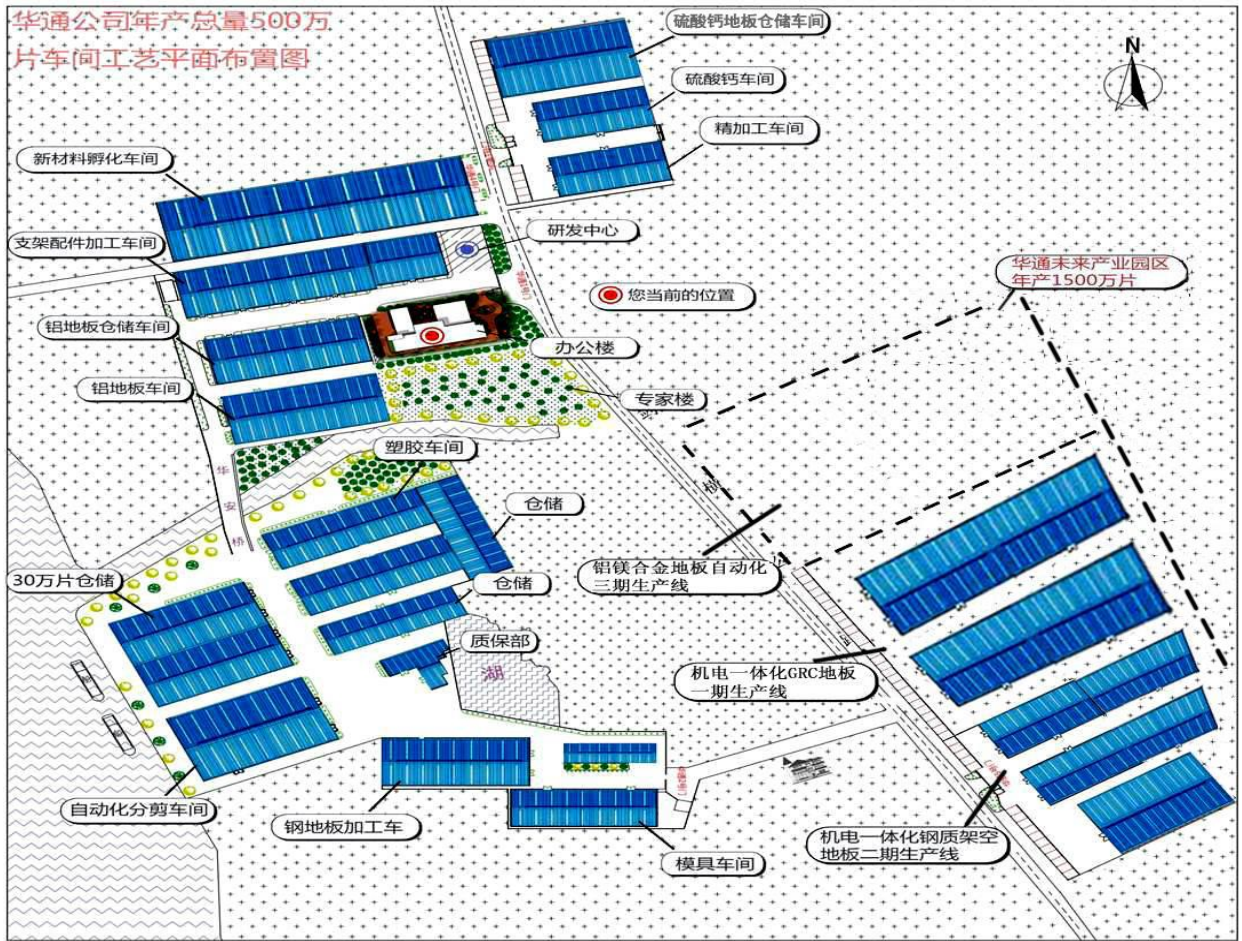 华通公司年产总量500万
片车间工艺平面布置图
硫酸钙地板仓储车间
N
硫酸钙车间
精加工车间
新材料孵化车间
研发中心
支架配件加工车间
华通未来产业园区
年产1500万片
您当前的位置
铝地板仓储车间
办公楼
铝地板车间
专家楼
塑胶车间
华安桥
仓储
铝镁合金地板自动化
三期生产线
30万片仓储
仓储
质保部
湖
机电一体化GRC地板
一期生产线
自动化分剪车间
钢地板加工车
模具车间
机电一体化钢质架空
地板二期生产线